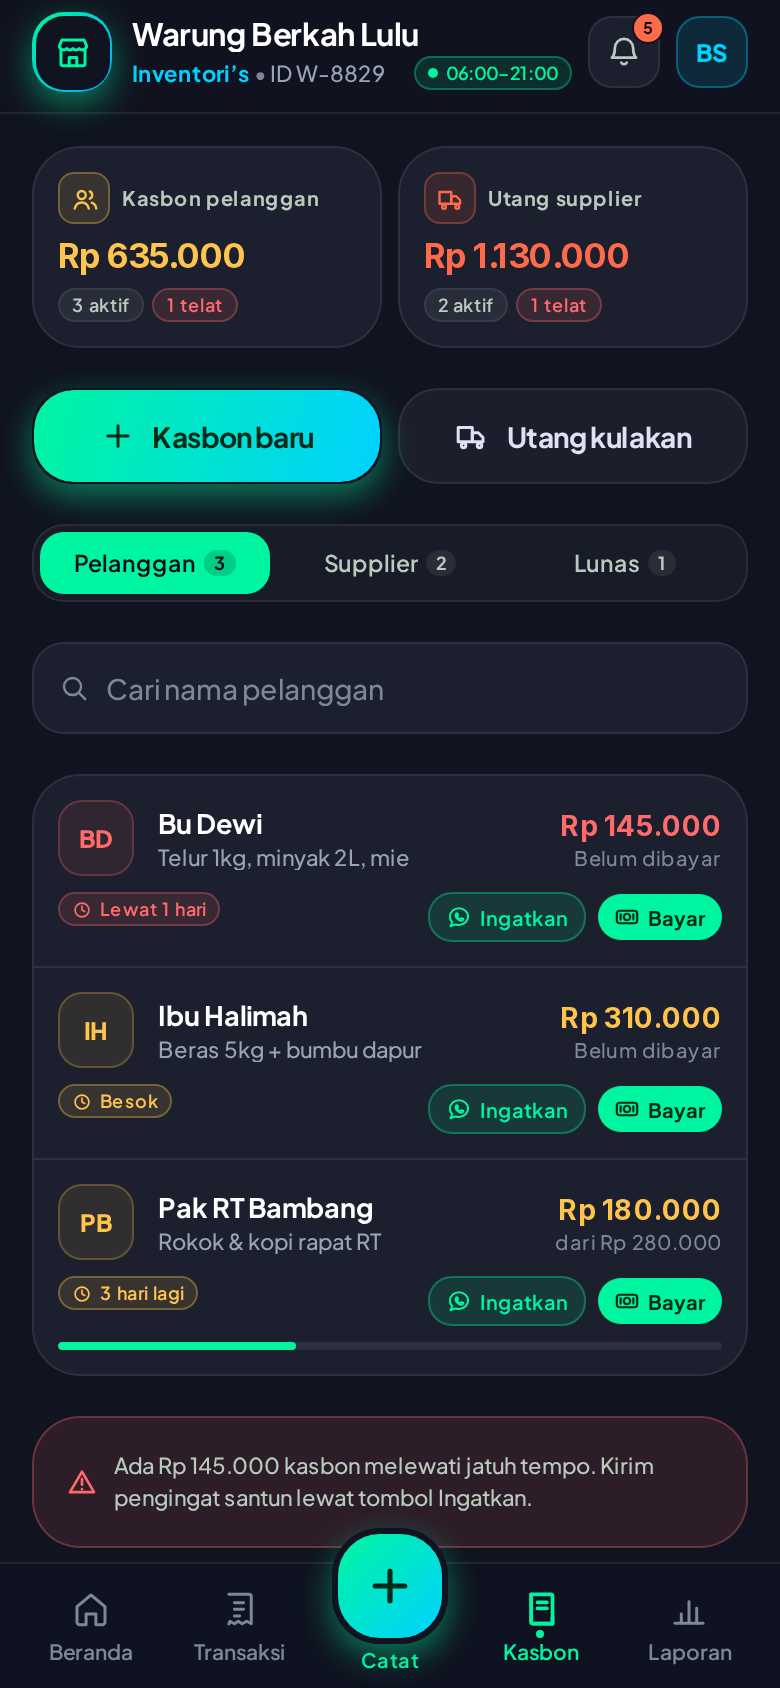 Warung Berkah Lulu
Inventori’s • ID W-8829
06:00–21:00
5
BS
Kasbon pelanggan
Rp 635.000
3 aktif
1 telat
Utang supplier
Rp 1.130.000
2 aktif
1 telat
Kasbon baru
Utang kulakan
Pelanggan 3
Supplier 2
Lunas 1
Cari nama pelanggan
BD
Bu Dewi
Telur 1kg, minyak 2L, mie
Rp 145.000
Belum dibayar
Lewat 1 hari
Ingatkan
Bayar
IH
Ibu Halimah
Beras 5kg + bumbu dapur
Rp 310.000
Belum dibayar
Besok
Ingatkan
Bayar
PB
Pak RT Bambang
Rokok & kopi rapat RT
Rp 180.000
dari Rp 280.000
3 hari lagi
Ingatkan
Bayar
Ada Rp 145.000 kasbon melewati jatuh tempo. Kirim
pengingat santun lewat tombol Ingatkan.
Beranda
Transaksi
Catat
Kasbon
Laporan